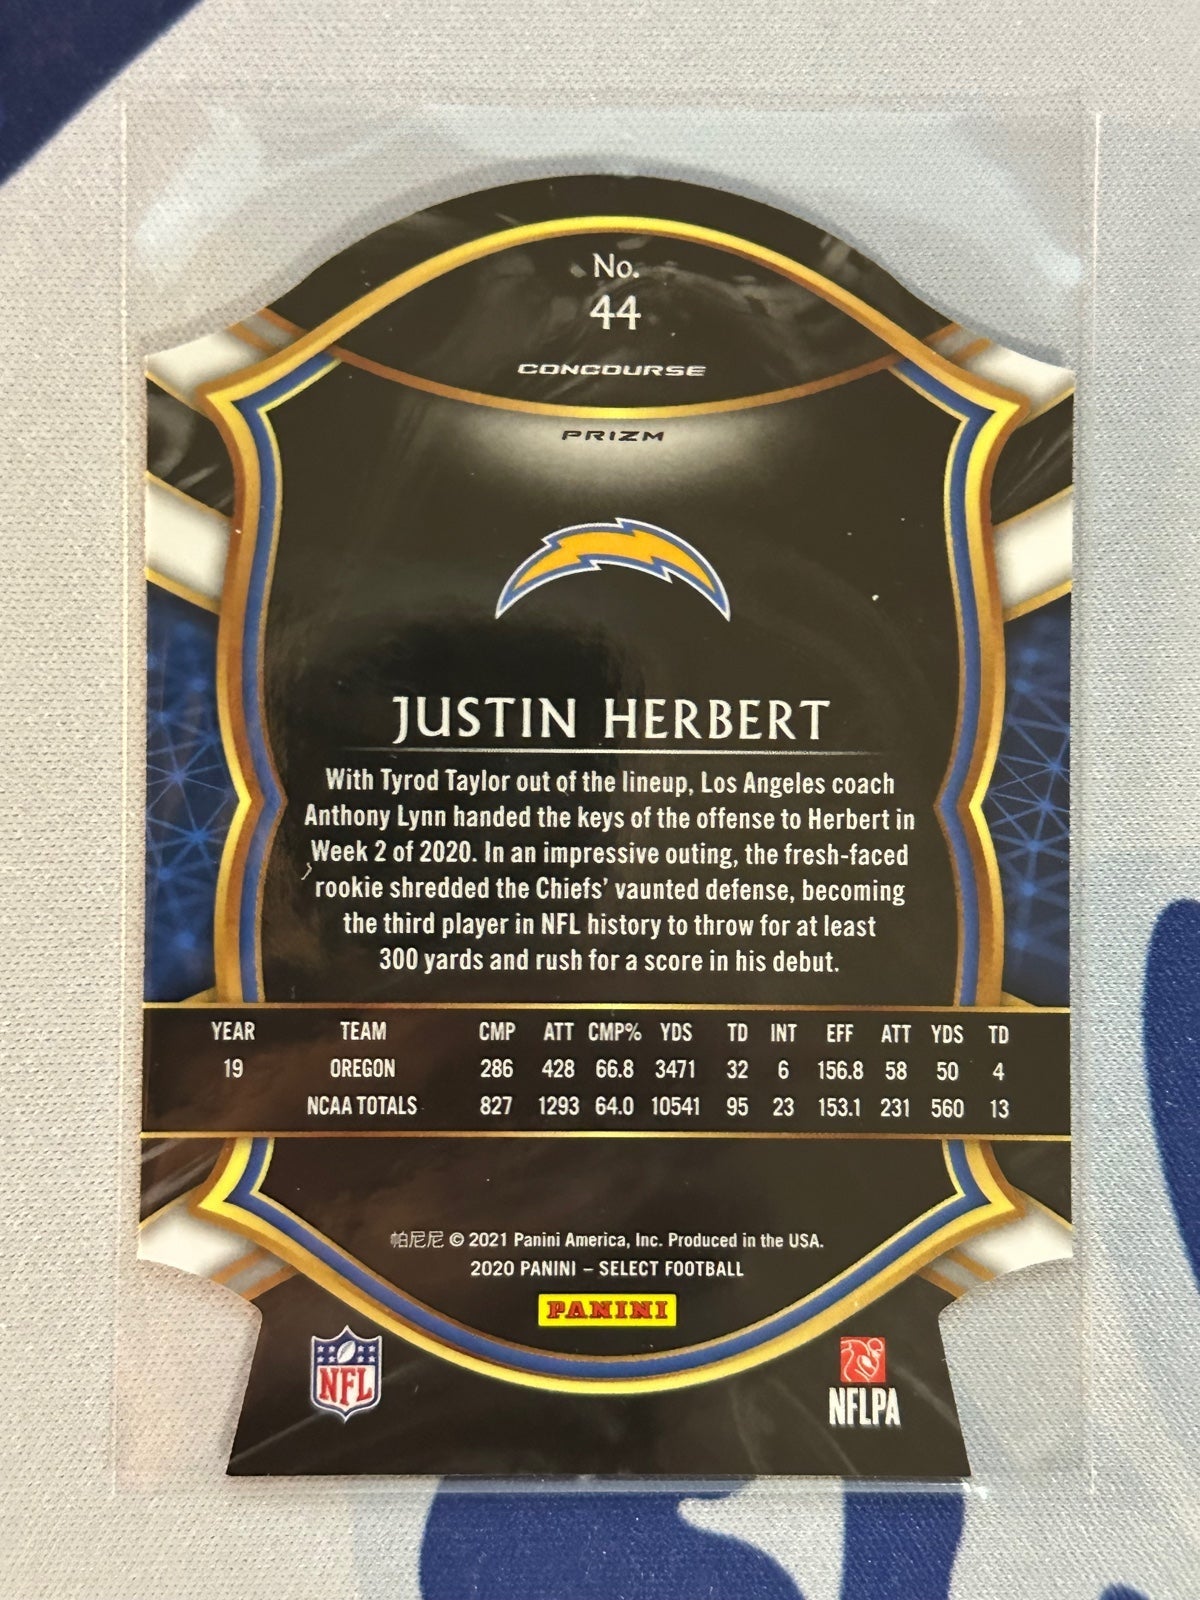 No.
44
CONCOURSE
PRIZM
JUSTIN HERBERT
With Tyrod Taylor out of the lineup, Los Angeles coach
Anthony Lynn handed the keys of the offense to Herbert in
Week 2 of 2020. In an impressive outing, the fresh-faced
rookie shredded the Chiefs' vaunted defense, becoming
the third player in NFL history to throw for at least
300 yards and rush for a score in his debut.
YEAR TEAM CMP ATT CMP% YDS TD INT EFF ATT YDS TD
19 OREGON 286 428 66.8 3471 32 6 156.8 58 50 4
NCAA TOTALS 827 1293 64.0 10541 95 23 153.1 231 560 13
帕尼尼 © 2021 Panini America, Inc. Produced in the USA.
2020 PANINI – SELECT FOOTBALL
PANINI
NFL
NFLPA